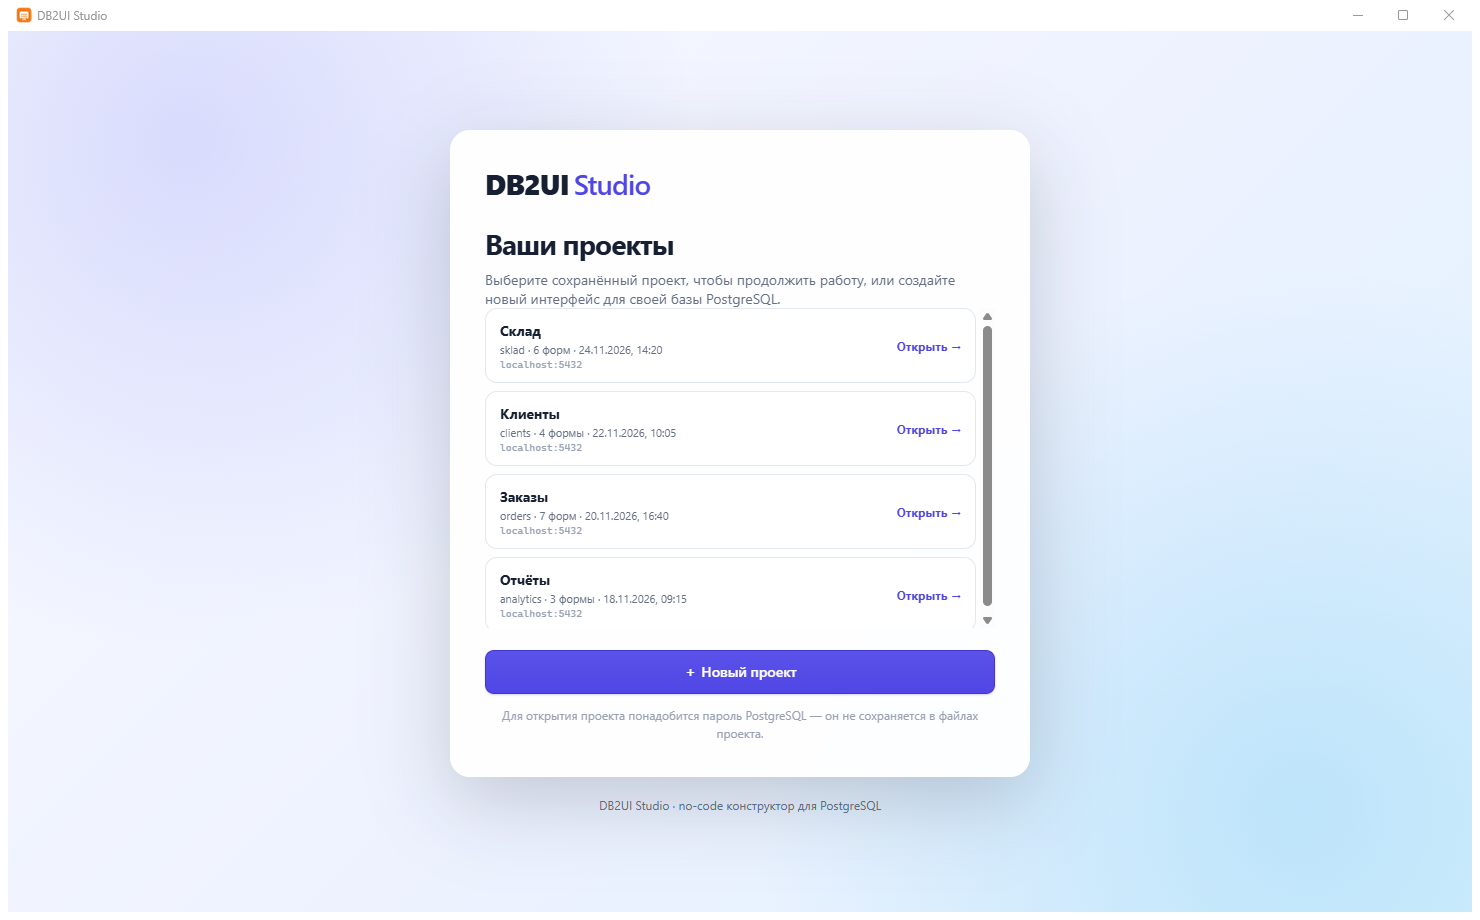 DB2UI Studio
DB2UI Studio
Ваши проекты
Выберите сохранённый проект, чтобы продолжить работу, или создайте
новый интерфейс для своей базы PostgreSQL.
Склад
sklad · 6 форм · 24.11.2026, 14:20
localhost:5432
Открыть →
Клиенты
clients · 4 формы · 22.11.2026, 10:05
localhost:5432
Открыть →
Заказы
orders · 7 форм · 20.11.2026, 16:40
localhost:5432
Открыть →
Отчёты
analytics · 3 формы · 18.11.2026, 09:15
localhost:5432
Открыть →
+ Новый проект
Для открытия проекта понадобится пароль PostgreSQL — он не сохраняется в файлах
проекта.
DB2UI Studio · no-code конструктор для PostgreSQL